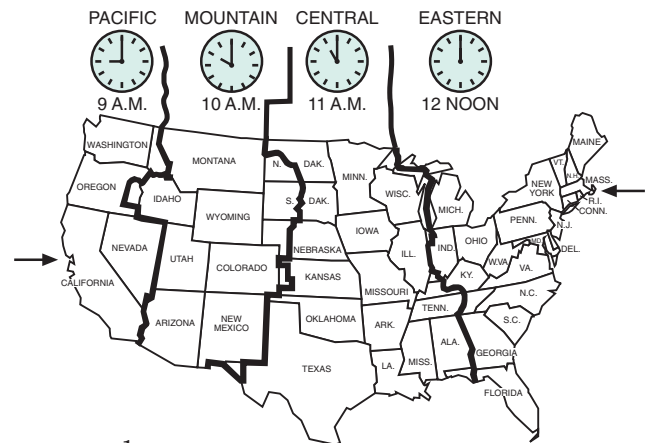 PACIFIC MOUNTAIN CENTRAL EASTERN
9 A.M. 10 A.M. 11 A.M. 12 NOON
WASHINGTON
MONTANA
N. DAK.
MINN.
MAINE
VT.
N.H.
MASS.
OREGON
IDAHO
S. DAK.
WISC.
MICH.
NEW
YORK
R.I.
CONN.
WYOMING
IOWA
PENN.
N.J.
NEVADA
UTAH
COLORADO
NEBRASKA
ILL.
IND.
OHIO
MD.
DEL.
W.VA
VA.
CALIFORNIA
KANSAS
MISSOURI
KY.
N.C.
TENN.
ARIZONA
NEW
MEXICO
OKLAHOMA
ARK.
S.C.
TEXAS
LA.
MISS.
ALA.
GEORGIA
FLORIDA